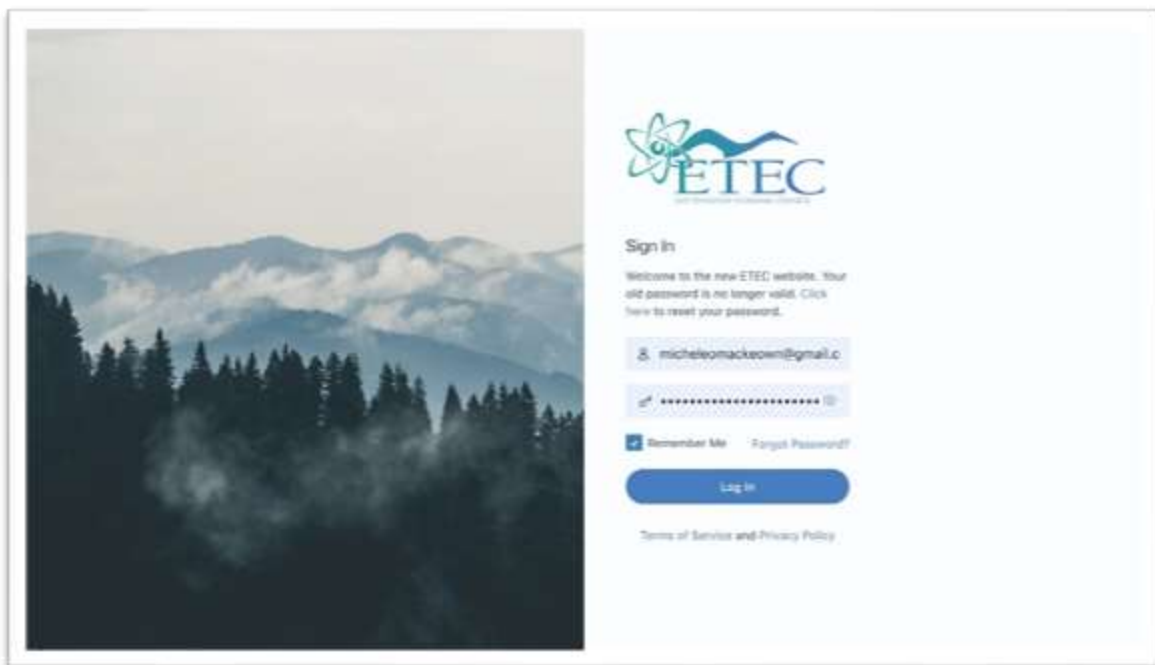 ETEC
Sign In
Welcome to the new ETEC website. Your
old password is no longer valid. Click
here to reset your password.
micheleomackeown@gmail.c
Remember Me Forgot Password?
Log In
Terms of Service and Privacy Policy